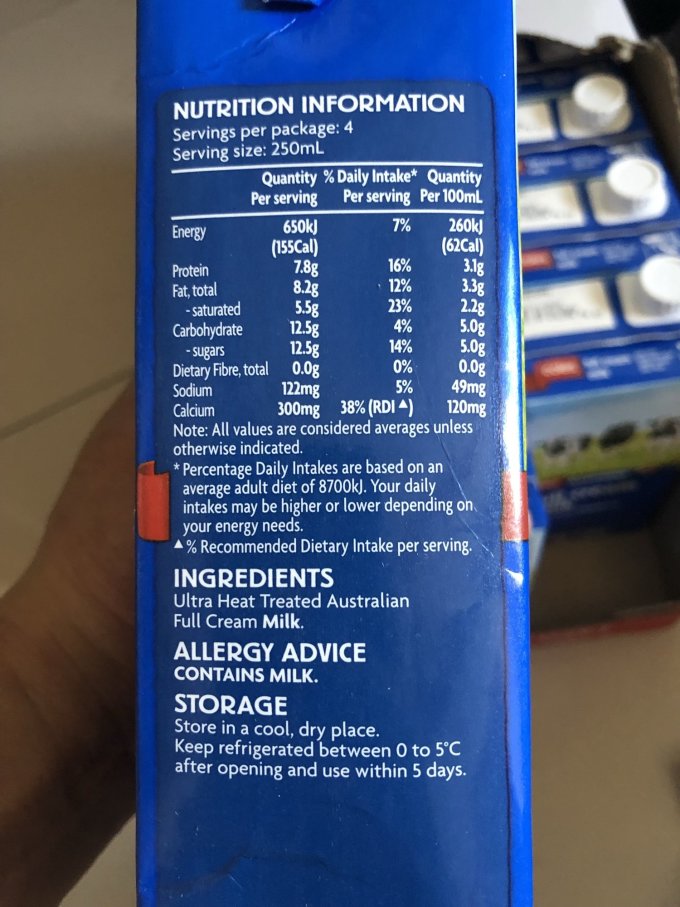 NUTRITION INFORMATION
Servings per package: 4
Serving size: 250mL
Quantity % Daily Intake* Quantity
Per serving Per serving Per 100mL
Energy 650kJ 7% 260kJ
(155Cal) (62Cal)
Protein 7.8g 16% 3.1g
Fat, total 8.2g 12% 3.3g
- saturated 5.5g 23% 2.2g
Carbohydrate 12.5g 4% 5.0g
- sugars 12.5g 14% 5.0g
Dietary Fibre, total 0.0g 0% 0.0g
Sodium 122mg 5% 49mg
Calcium 300mg 38% (RDI ▲) 120mg
Note: All values are considered averages unless
otherwise indicated.
* Percentage Daily Intakes are based on an
average adult diet of 8700kJ. Your daily
intakes may be higher or lower depending on
your energy needs.
▲% Recommended Dietary Intake per serving.
INGREDIENTS
Ultra Heat Treated Australian
Full Cream Milk.
ALLERGY ADVICE
CONTAINS MILK.
STORAGE
Store in a cool, dry place.
Keep refrigerated between 0 to 5°C
after opening and use within 5 days.